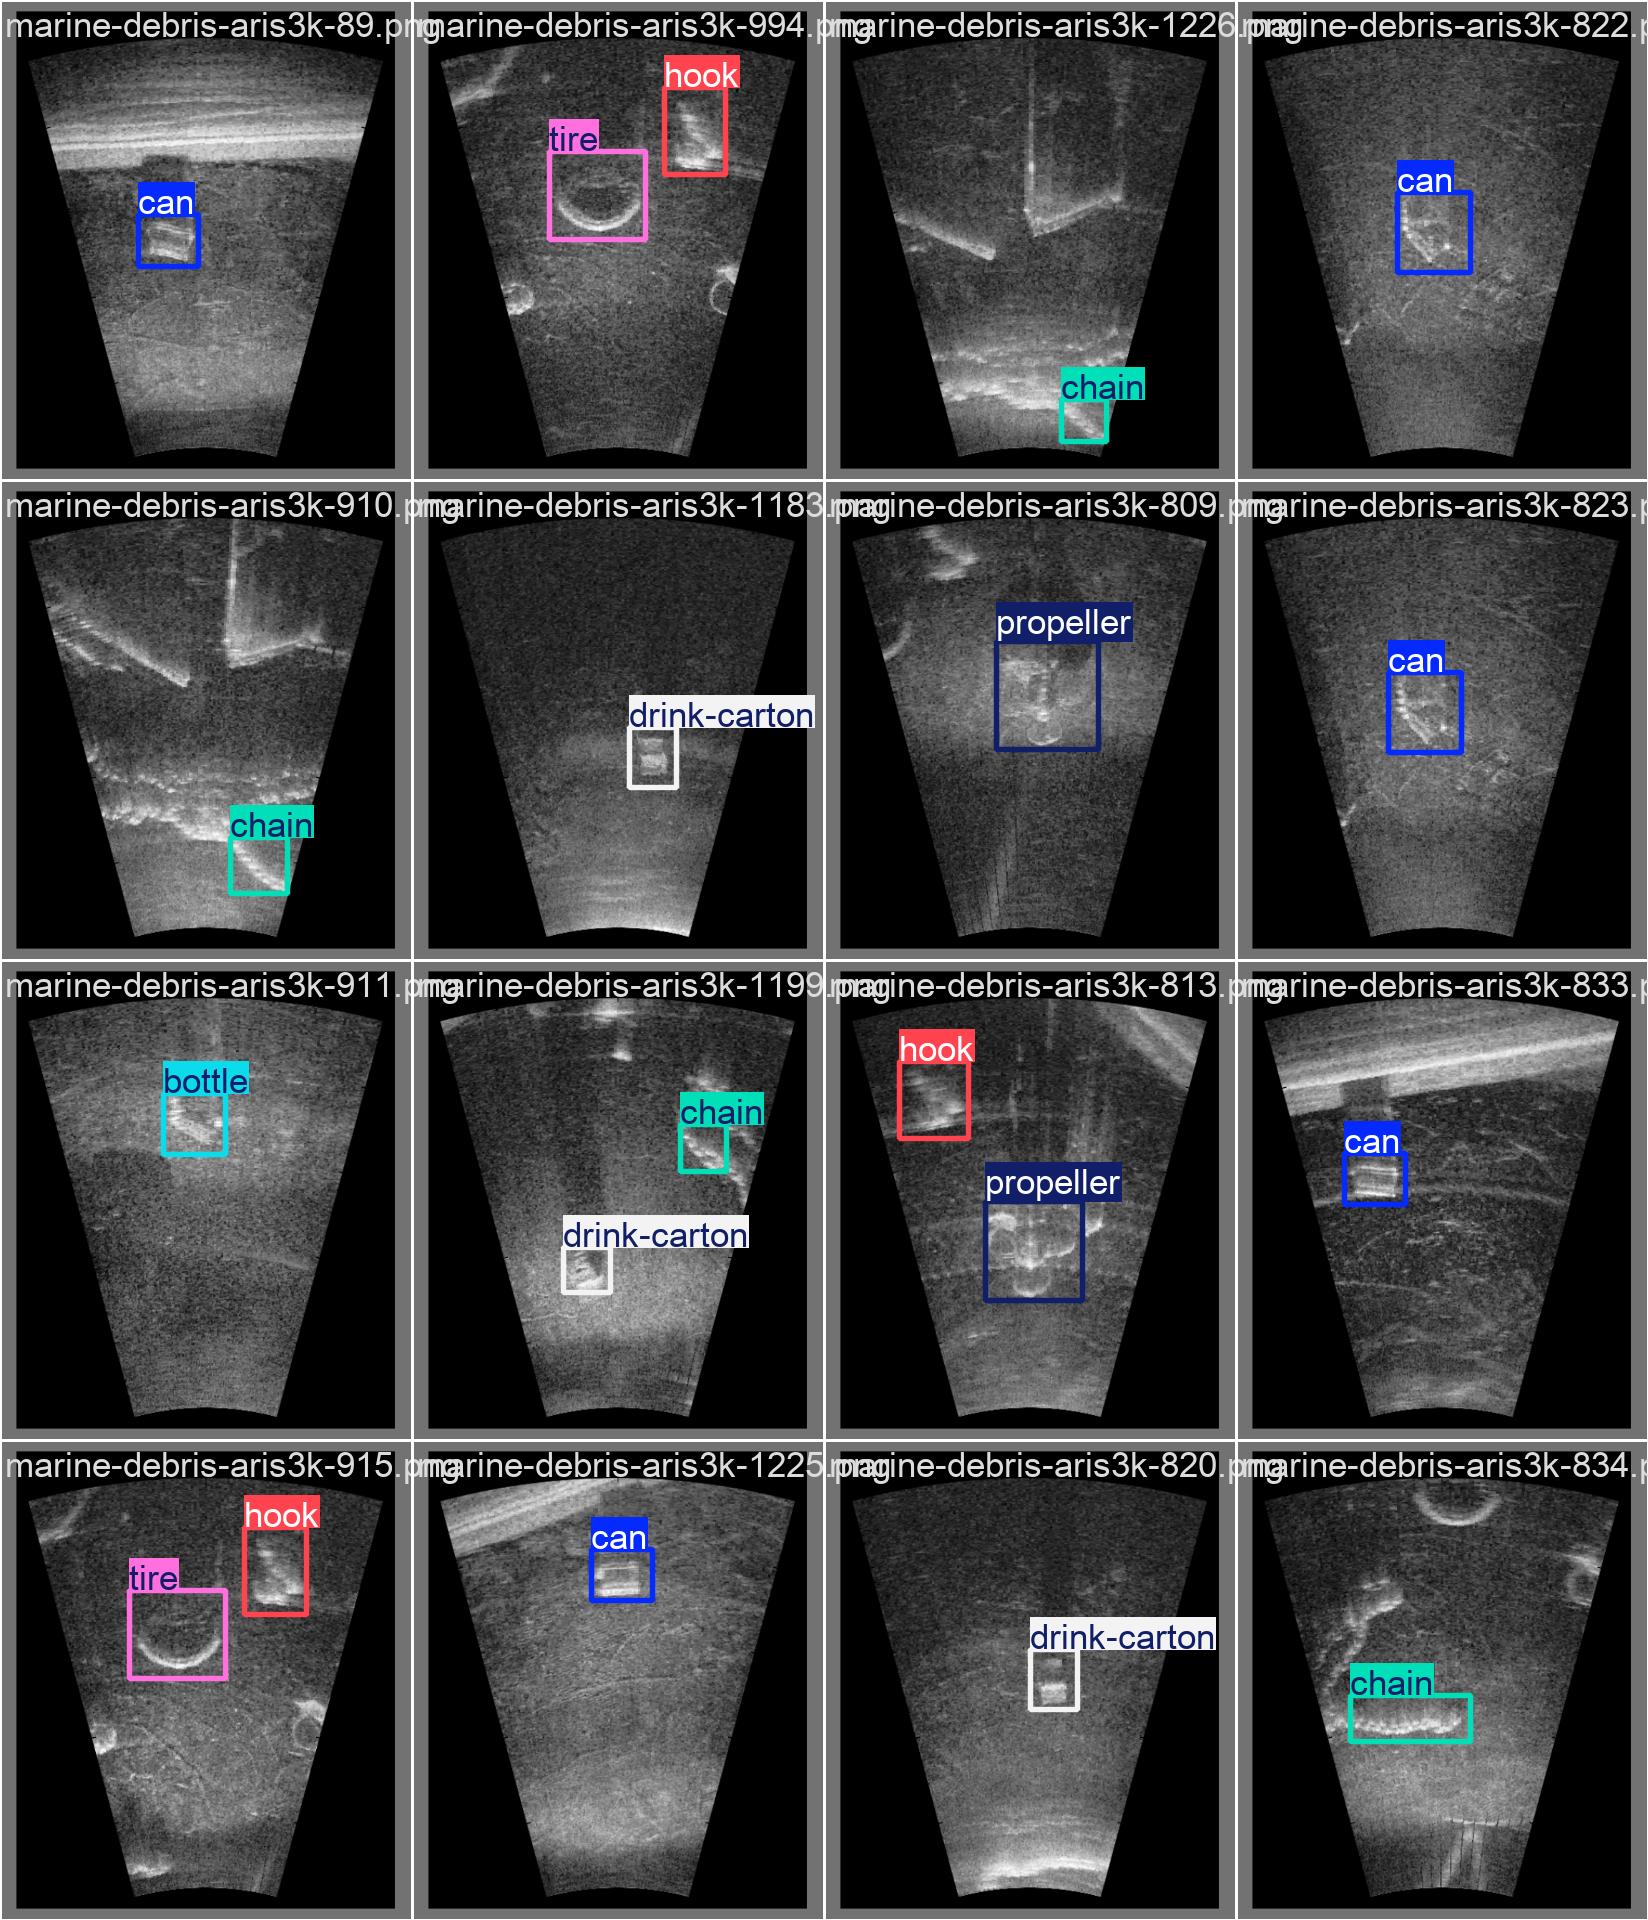 marine-debris-aris3k-89.png
can
marine-debris-aris3k-994.png
hook
tire
marine-debris-aris3k-1226.png
chain
marine-debris-aris3k-822.p
can
marine-debris-aris3k-910.png
chain
marine-debris-aris3k-1183.png
drink-carton
marine-debris-aris3k-809.png
propeller
marine-debris-aris3k-823.p
can
marine-debris-aris3k-911.png
bottle
marine-debris-aris3k-1199.png
chain
drink-carton
marine-debris-aris3k-813.png
hook
propeller
marine-debris-aris3k-833.p
can
marine-debris-aris3k-915.png
hook
tire
marine-debris-aris3k-1225.png
can
marine-debris-aris3k-820.png
drink-carton
marine-debris-aris3k-834.p
chain